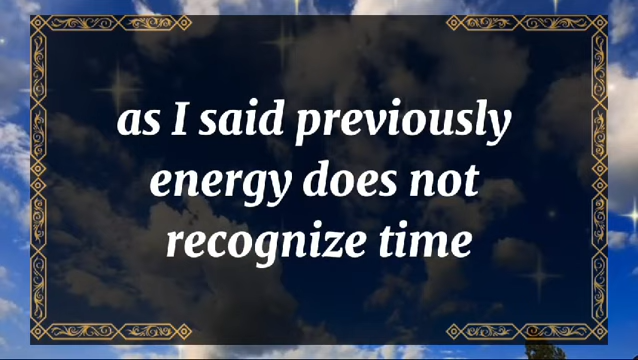 as I said previously
energy does not
recognize time